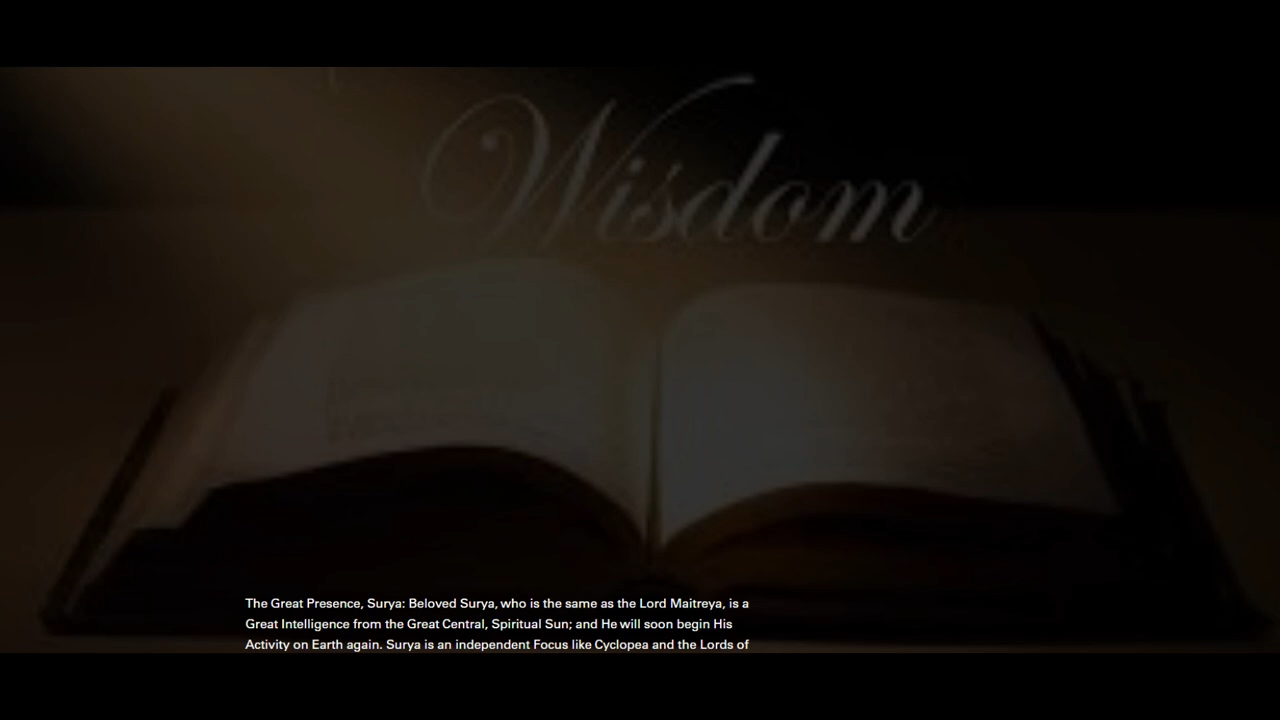 Wisdom
The Great Presence, Surya: Beloved Surya, who is the same as the Lord Maitreya, is a
Great Intelligence from the Great Central, Spiritual Sun; and He will soon begin His
Activity on Earth again. Surya is an independent Focus like Cyclopea and the Lords of